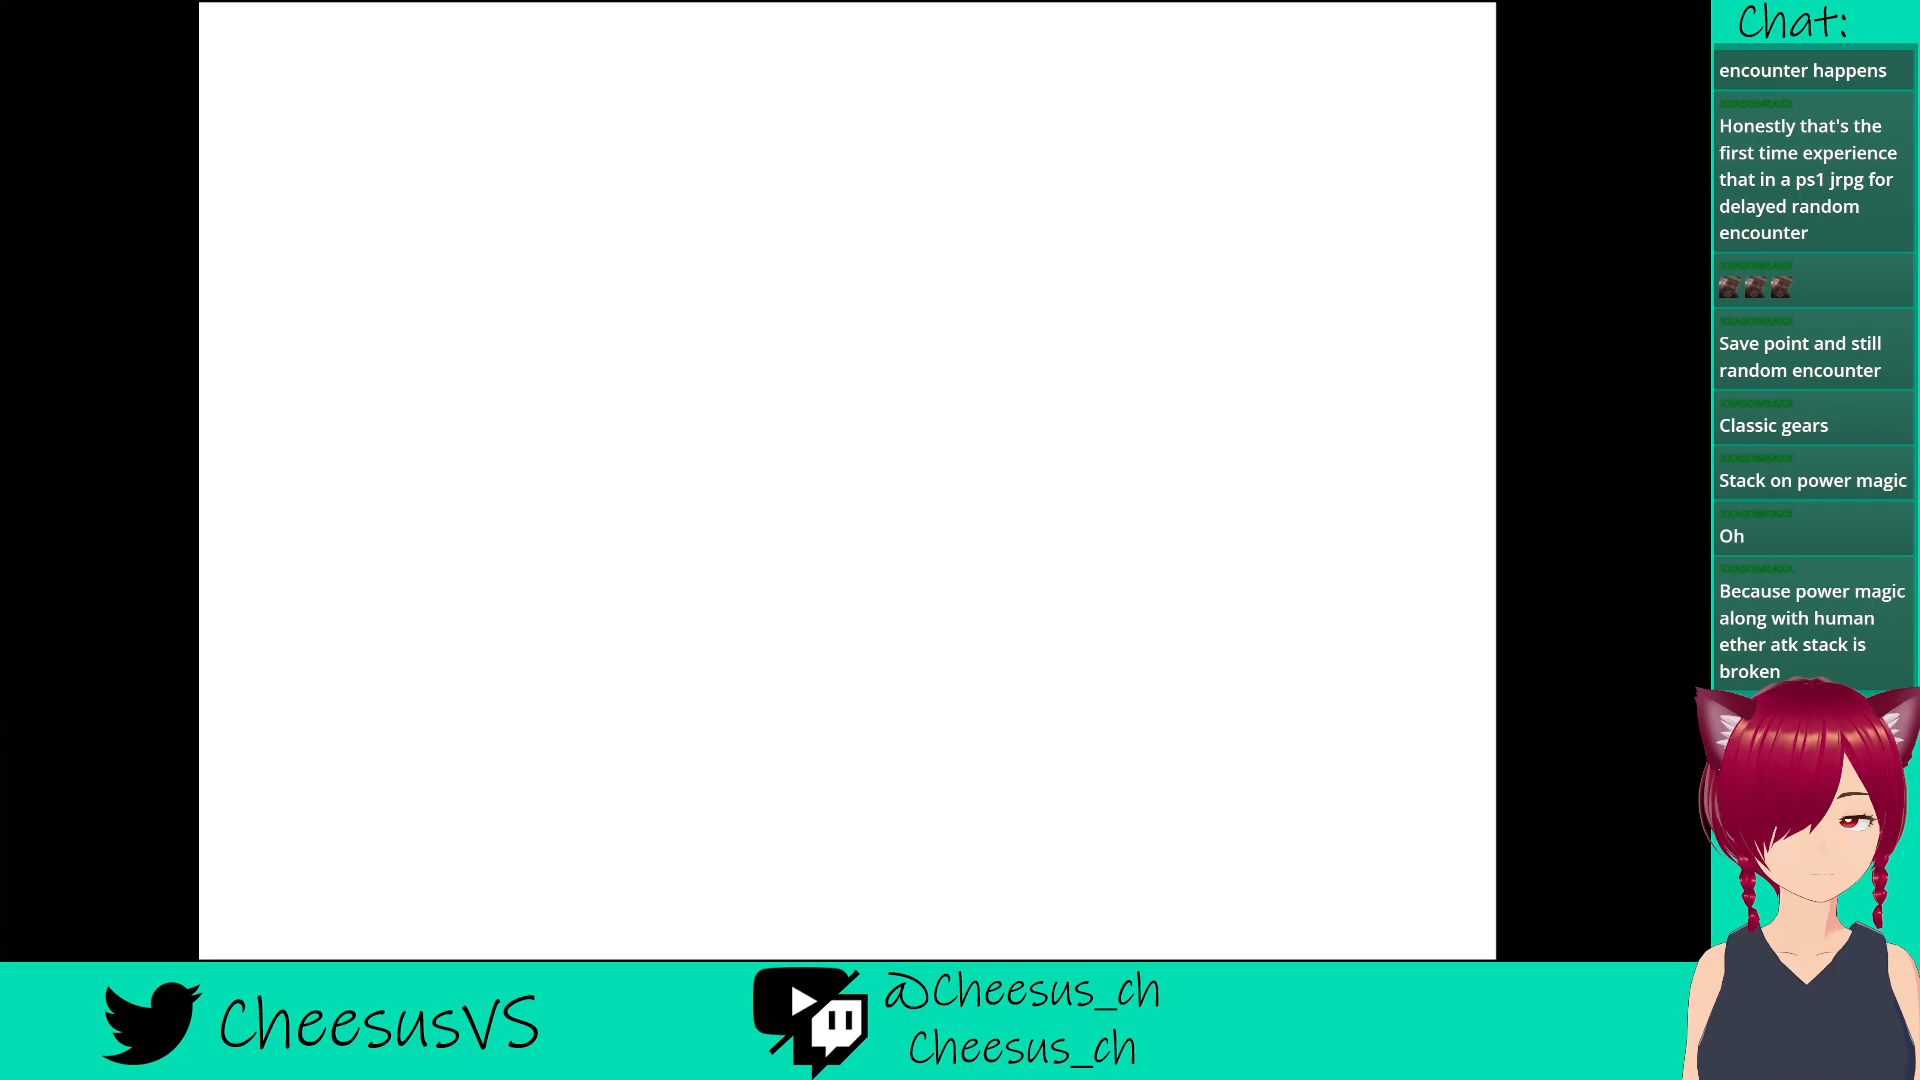 Chat:
encounter happens
Honestly that's the
first time experience
that in a ps1 jrpg for
delayed random
encounter
Save point and still
random encounter
Classic gears
Stack on power magic
Oh
Because power magic
along with human
ether atk stack is
broken
CheesusVS
@Cheesus_ch
Cheesus_ch